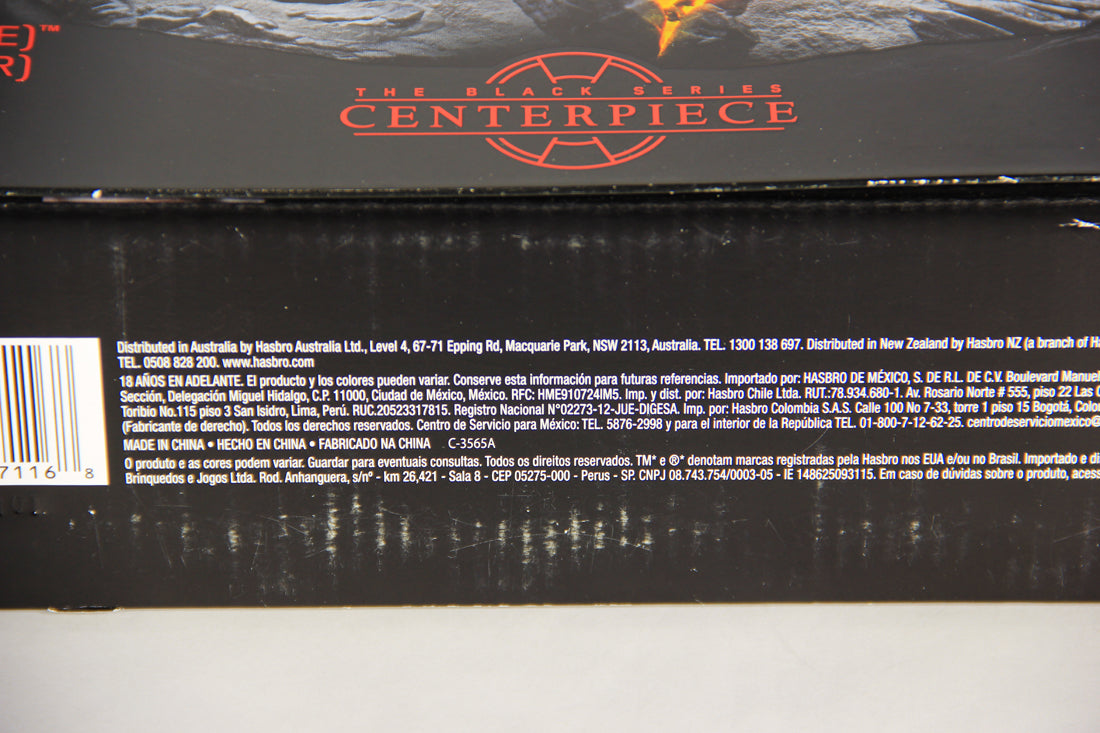 E)™
R)
THE BLACK SERIES
CENTERPIECE
Distributed in Australia by Hasbro Australia Ltd., Level 4, 67-71 Epping Rd, Macquarie Park, NSW 2113, Australia. TEL. 1300 138 697. Distributed in New Zealand by Hasbro NZ (a branch of
TEL. 0508 828 200. www.hasbro.com
18 AÑOS EN ADELANTE. El producto y los colores pueden variar. Conserve esta información para futuras referencias. Importado por: HASBRO DE MÉXICO, S. DE R.L. DE C.V. Boulevard Manuel
Sección, Delegación Miguel Hidalgo, C.P. 11000, Ciudad de México, México. RFC: HME910724IM5. Imp. y dist. por: Hasbro Chile Ltda. RUT.:78.934.680-1. Av. Rosario Norte # 555, piso 22 Las
Toribio No.115 piso 3 San Isidro, Lima, Perú. RUC.20523317815. Registro Nacional N°02273-12-JUE-DIGESA. Imp. por: Hasbro Colombia S.A.S. Calle 100 No 7-33, torre 1 piso 15 Bogotá,
(Fabricante de derecho). Todos los derechos reservados. Centro de Servicio para México: TEL. 5876-2998 y para el interior de la República TEL. 01-800-7-12-62-25. centrodeserviciomexico@
MADE IN CHINA • HECHO EN CHINA • FABRICADO NA CHINA C-3565A
7116 8
O produto e as cores podem variar. Guardar para eventuais consultas. Todos os direitos reservados. TM* e ®* denotam marcas registradas pela Hasbro nos EUA e/ou no Brasil. Importado e
Brinquedos e Jogos Ltda. Rod. Anhanguera, s/nº - km 26,421 - Sala 8 - CEP 05275-000 - Perus - SP. CNPJ 08.743.754/0003-05 - IE 148625093115. Em caso de dúvidas sobre o produto,